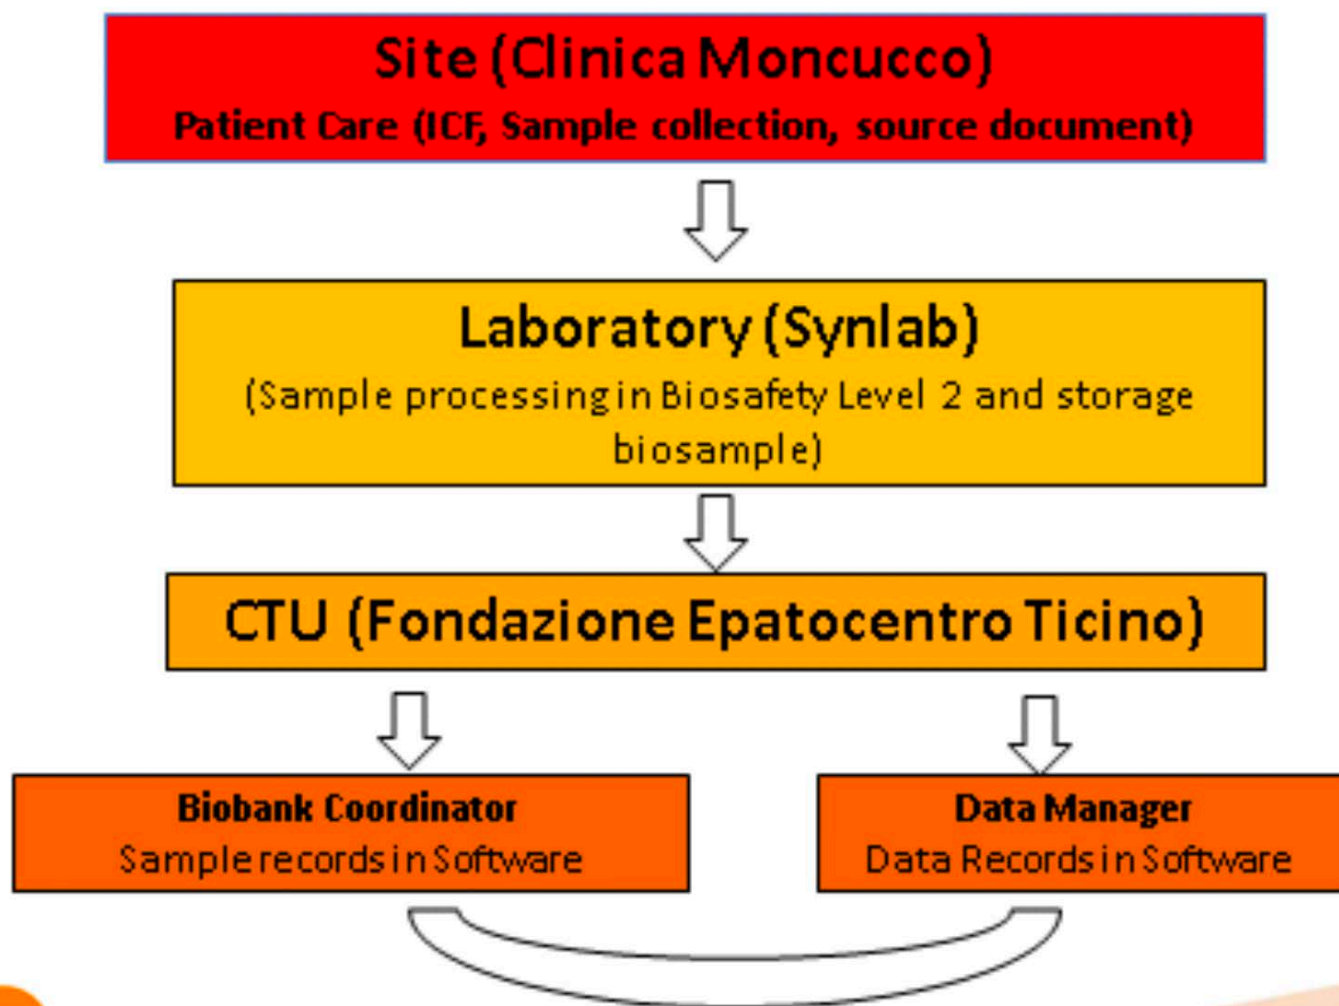 Site (Clinica Moncucco)
Patient Care (ICF, Sample collection, source document)
Laboratory (Synlab)
(Sample processing in Biosafety Level 2 and storage
biosample)
CTU (Fondazione Epatocentro Ticino)
Biobank Coordinator
Sample records in Software
Data Manager
Data Records in Software